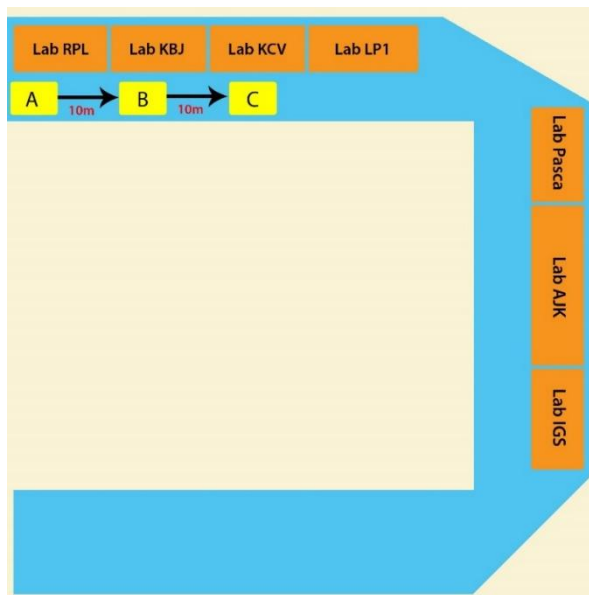 Lab RPL
Lab KBJ
Lab KCV
Lab LP1
A
10m
B
10m
C
Lab Pasca
Lab AJK
Lab IGS